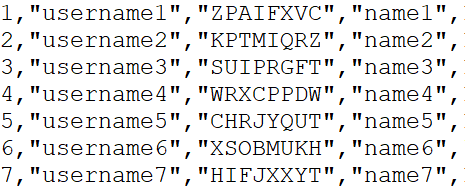 1,"username1","ZPAIFXVC","name1",
2,"username2","KPTMIQRZ","name2",
3,"username3","SUIPRGFT","name3",
4,"username4","WRXCPPDW","name4",
5,"username5","CHRJYQUT","name5",
6,"username6","XSOBMUKH","name6",
7,"username7","HIFJXXYT","name7",